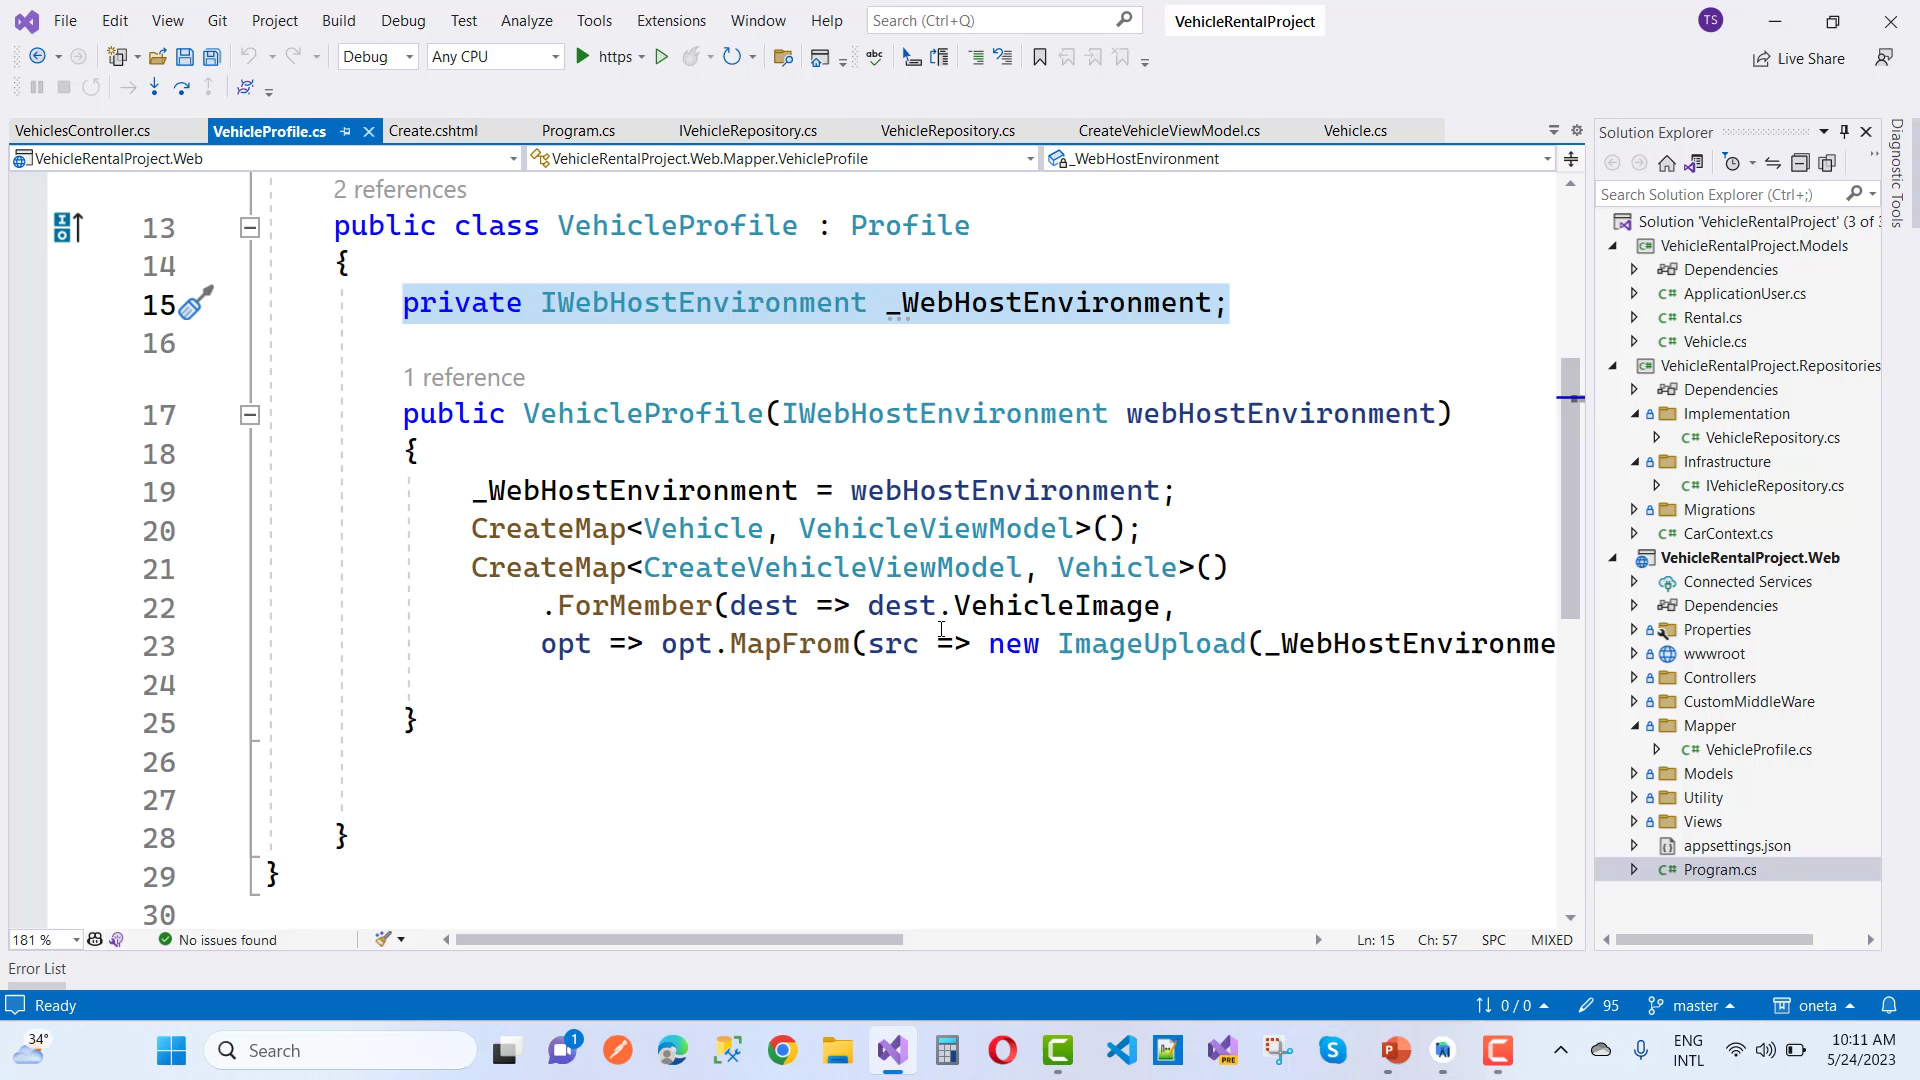 File Edit View Git Project Build Debug Test Analyze Tools Extensions Window Help Search (Ctrl+Q) VehicleRentalProject TS
Debug Any CPU https Live Share
VehiclesController.cs VehicleProfile.cs Create.cshtml Program.cs IVehicleRepository.cs VehicleRepository.cs CreateVehicleViewModel.cs Vehicle.cs
VehicleRentalProject.Web VehicleRentalProject.Web.Mapper.VehicleProfile _WebHostEnvironment
2 references
13 public class VehicleProfile : Profile
14 {
15 private IWebHostEnvironment _WebHostEnvironment;
16
1 reference
17 public VehicleProfile(IWebHostEnvironment webHostEnvironment)
18 {
19 _WebHostEnvironment = webHostEnvironment;
20 CreateMap<Vehicle, VehicleViewModel>();
21 CreateMap<CreateVehicleViewModel, Vehicle>()
22 .ForMember(dest => dest.VehicleImage,
23 opt => opt.MapFrom(src => new ImageUpload(_WebHostEnvironme
24
25 }
26
27
28 }
29 }
30
181 % No issues found Ln: 15 Ch: 57 SPC MIXED
Error List
Ready 0 / 0 95 master oneta
Solution Explorer
Search Solution Explorer (Ctrl+;)
Solution 'VehicleRentalProject' (3 of 3
VehicleRentalProject.Models
Dependencies
C# ApplicationUser.cs
C# Rental.cs
C# Vehicle.cs
VehicleRentalProject.Repositories
Dependencies
Implementation
C# VehicleRepository.cs
Infrastructure
C# IVehicleRepository.cs
Migrations
C# CarContext.cs
VehicleRentalProject.Web
Connected Services
Dependencies
Properties
wwwroot
Controllers
CustomMiddleWare
Mapper
C# VehicleProfile.cs
Models
Utility
Views
appsettings.json
C# Program.cs
Diagnostic Tools
34° Search 1 PRE ENG INTL 10:11 AM 5/24/2023